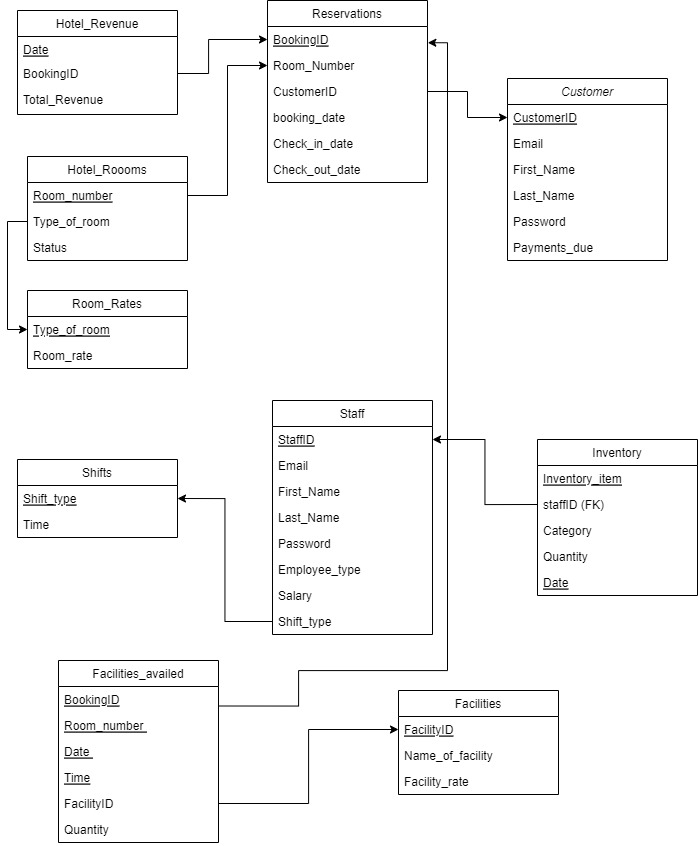 Hotel_Revenue
Date
BookingID
Total_Revenue
Reservations
BookingID
Room_Number
CustomerID
booking_date
Check_in_date
Check_out_date
Customer
CustomerID
Email
First_Name
Last_Name
Password
Payments_due
Hotel_Roooms
Room_number
Type_of_room
Status
Room_Rates
Type_of_room
Room_rate
Staff
StaffID
Email
First_Name
Last_Name
Password
Employee_type
Salary
Shift_type
Shifts
Shift_type
Time
Inventory
Inventory_item
staffID (FK)
Category
Quantity
Date
Facilities_availed
BookingID
Room_number
Date
Time
FacilityID
Quantity
Facilities
FacilityID
Name_of_facility
Facility_rate